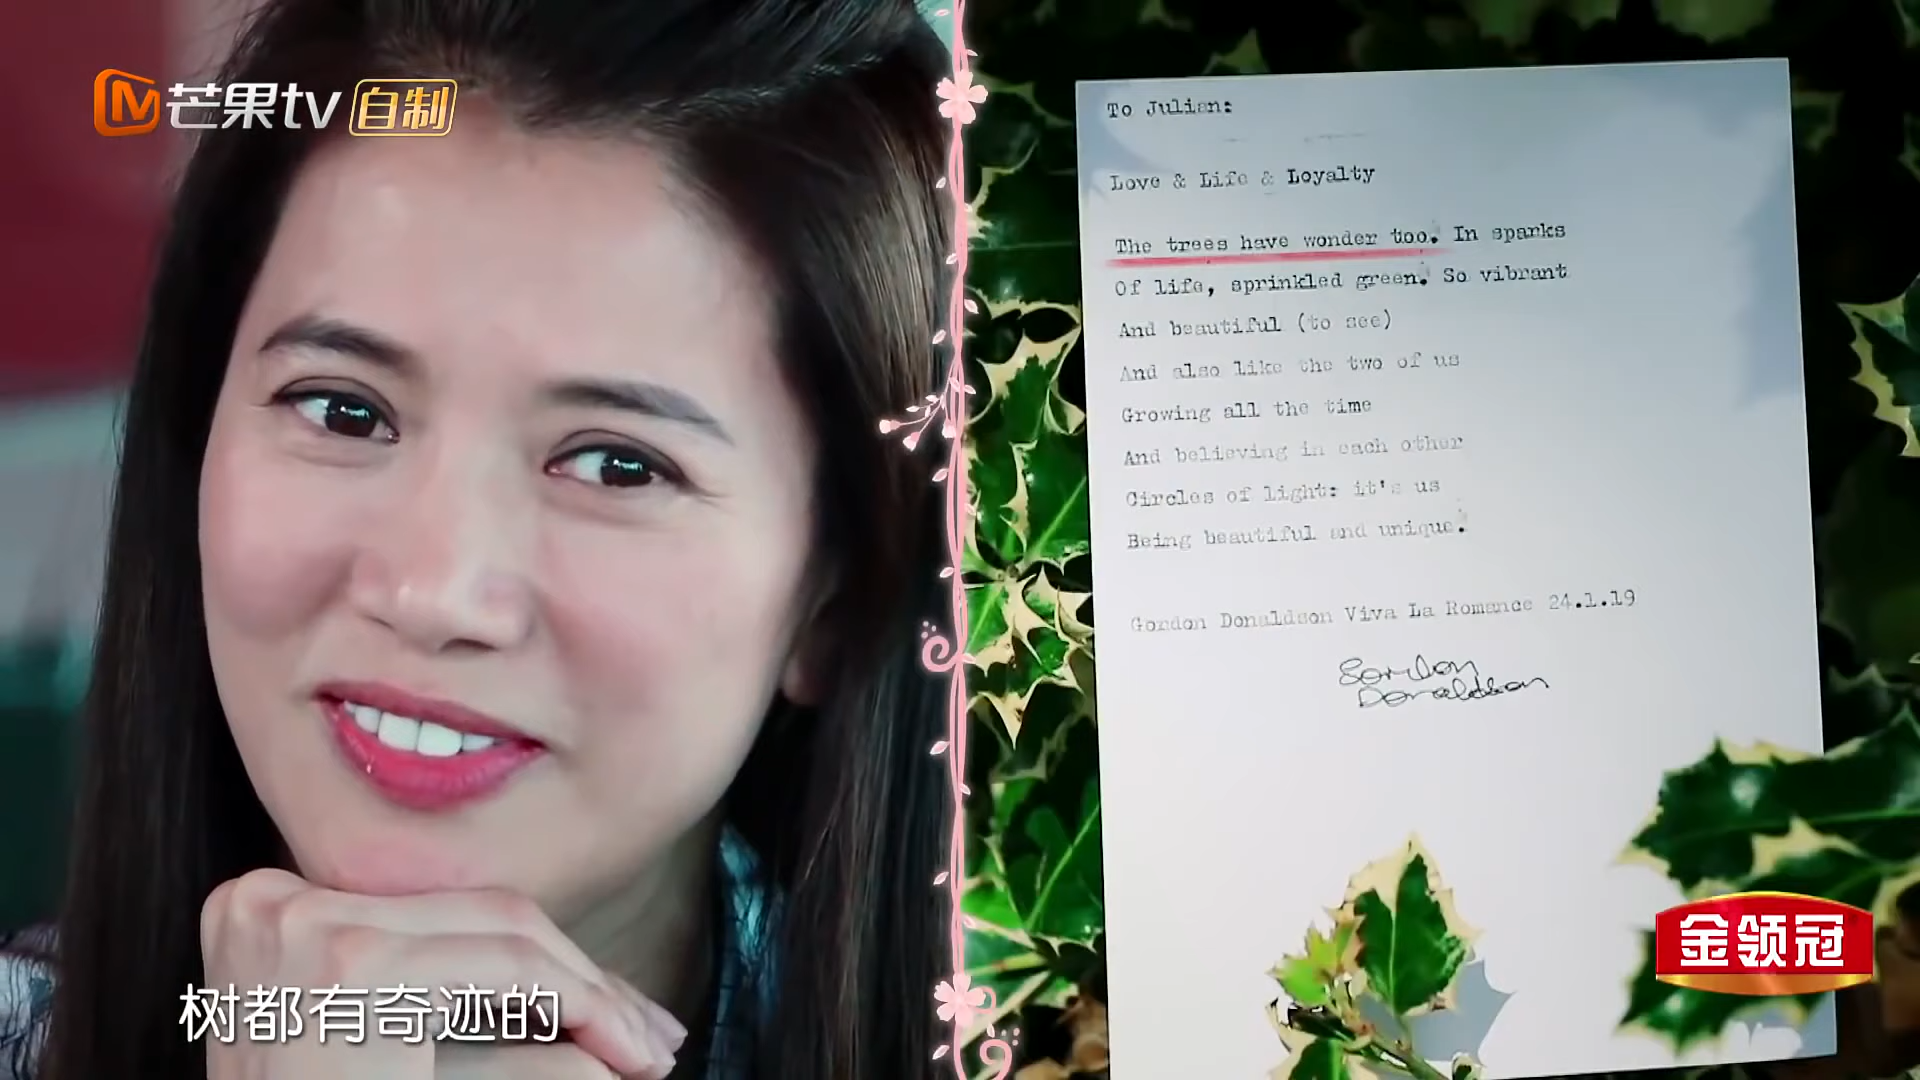 芒果tv 自制
To Julian:
Love & Life & Loyalty
The trees have wonder too. In sparks
Of life, sprinkled green. So vibrant
And beautiful (to see)
And also like the two of us
Growing all the time
And believing in each other
Circles of light: it's us
Being beautiful and unique.
Gordon Donaldson Viva La Romance 24.1.19
Gordon
Donaldson
金领冠
树都有奇迹的